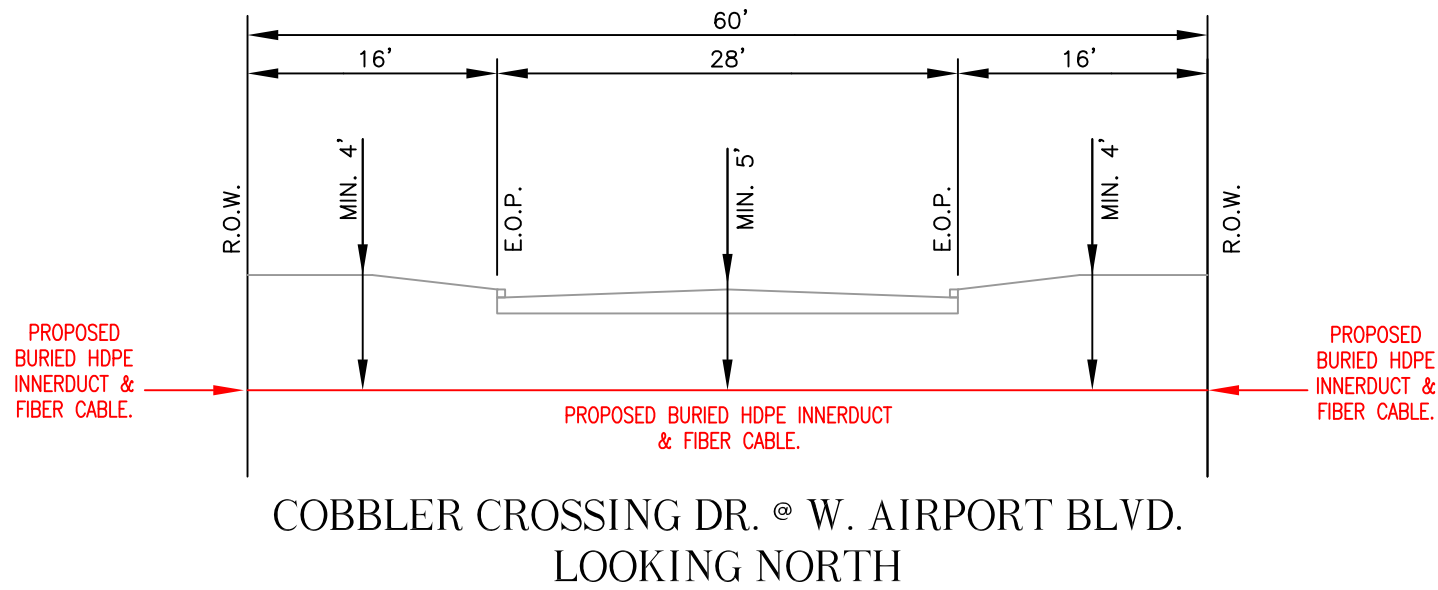 60'
16'
28'
16'
R.O.W.
MIN. 4'
E.O.P.
MIN. 5'
E.O.P.
MIN. 4'
R.O.W.
PROPOSED
BURIED HDPE
INNERDUCT &
FIBER CABLE.
PROPOSED BURIED HDPE INNERDUCT
& FIBER CABLE.
PROPOSED
BURIED HDPE
INNERDUCT &
FIBER CABLE.
COBBLER CROSSING DR. @ W. AIRPORT BLVD.
LOOKING NORTH